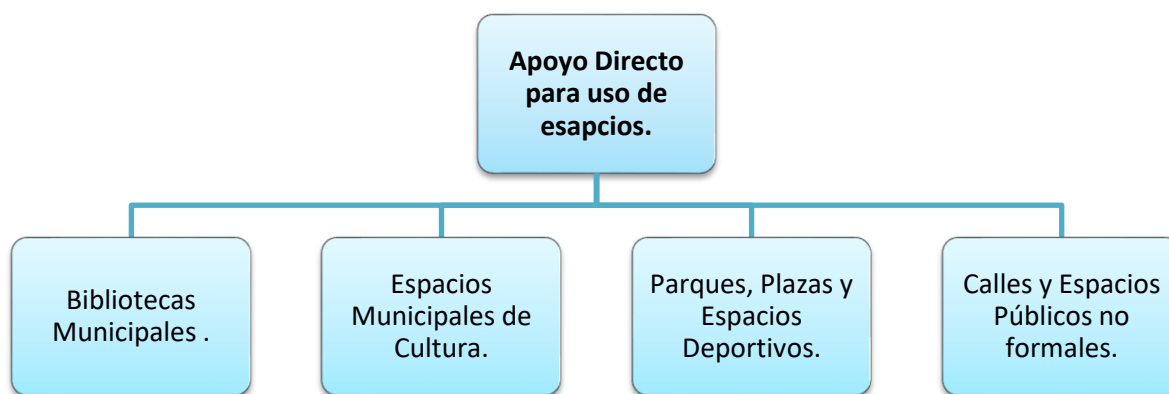 Apoyo Directo
para uso de
esapcios.
Bibliotecas
Municipales .
Espacios
Municipales de
Cultura.
Parques, Plazas y
Espacios
Deportivos.
Calles y Espacios
Públicos no
formales.